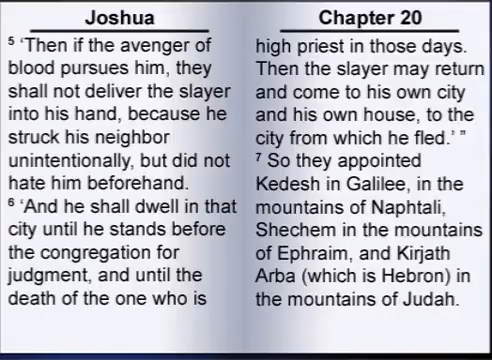 Joshua
⁵ ‘Then if the avenger of
blood pursues him, they
shall not deliver the slayer
into his hand, because he
struck his neighbor
unintentionally, but did not
hate him beforehand.
⁶ ‘And he shall dwell in that
city until he stands before
the congregation for
judgment, and until the
death of the one who is
Chapter 20
high priest in those days.
Then the slayer may return
and come to his own city
and his own house, to the
city from which he fled.’ ”
⁷ So they appointed
Kedesh in Galilee, in the
mountains of Naphtali,
Shechem in the mountains
of Ephraim, and Kirjath
Arba (which is Hebron) in
the mountains of Judah.